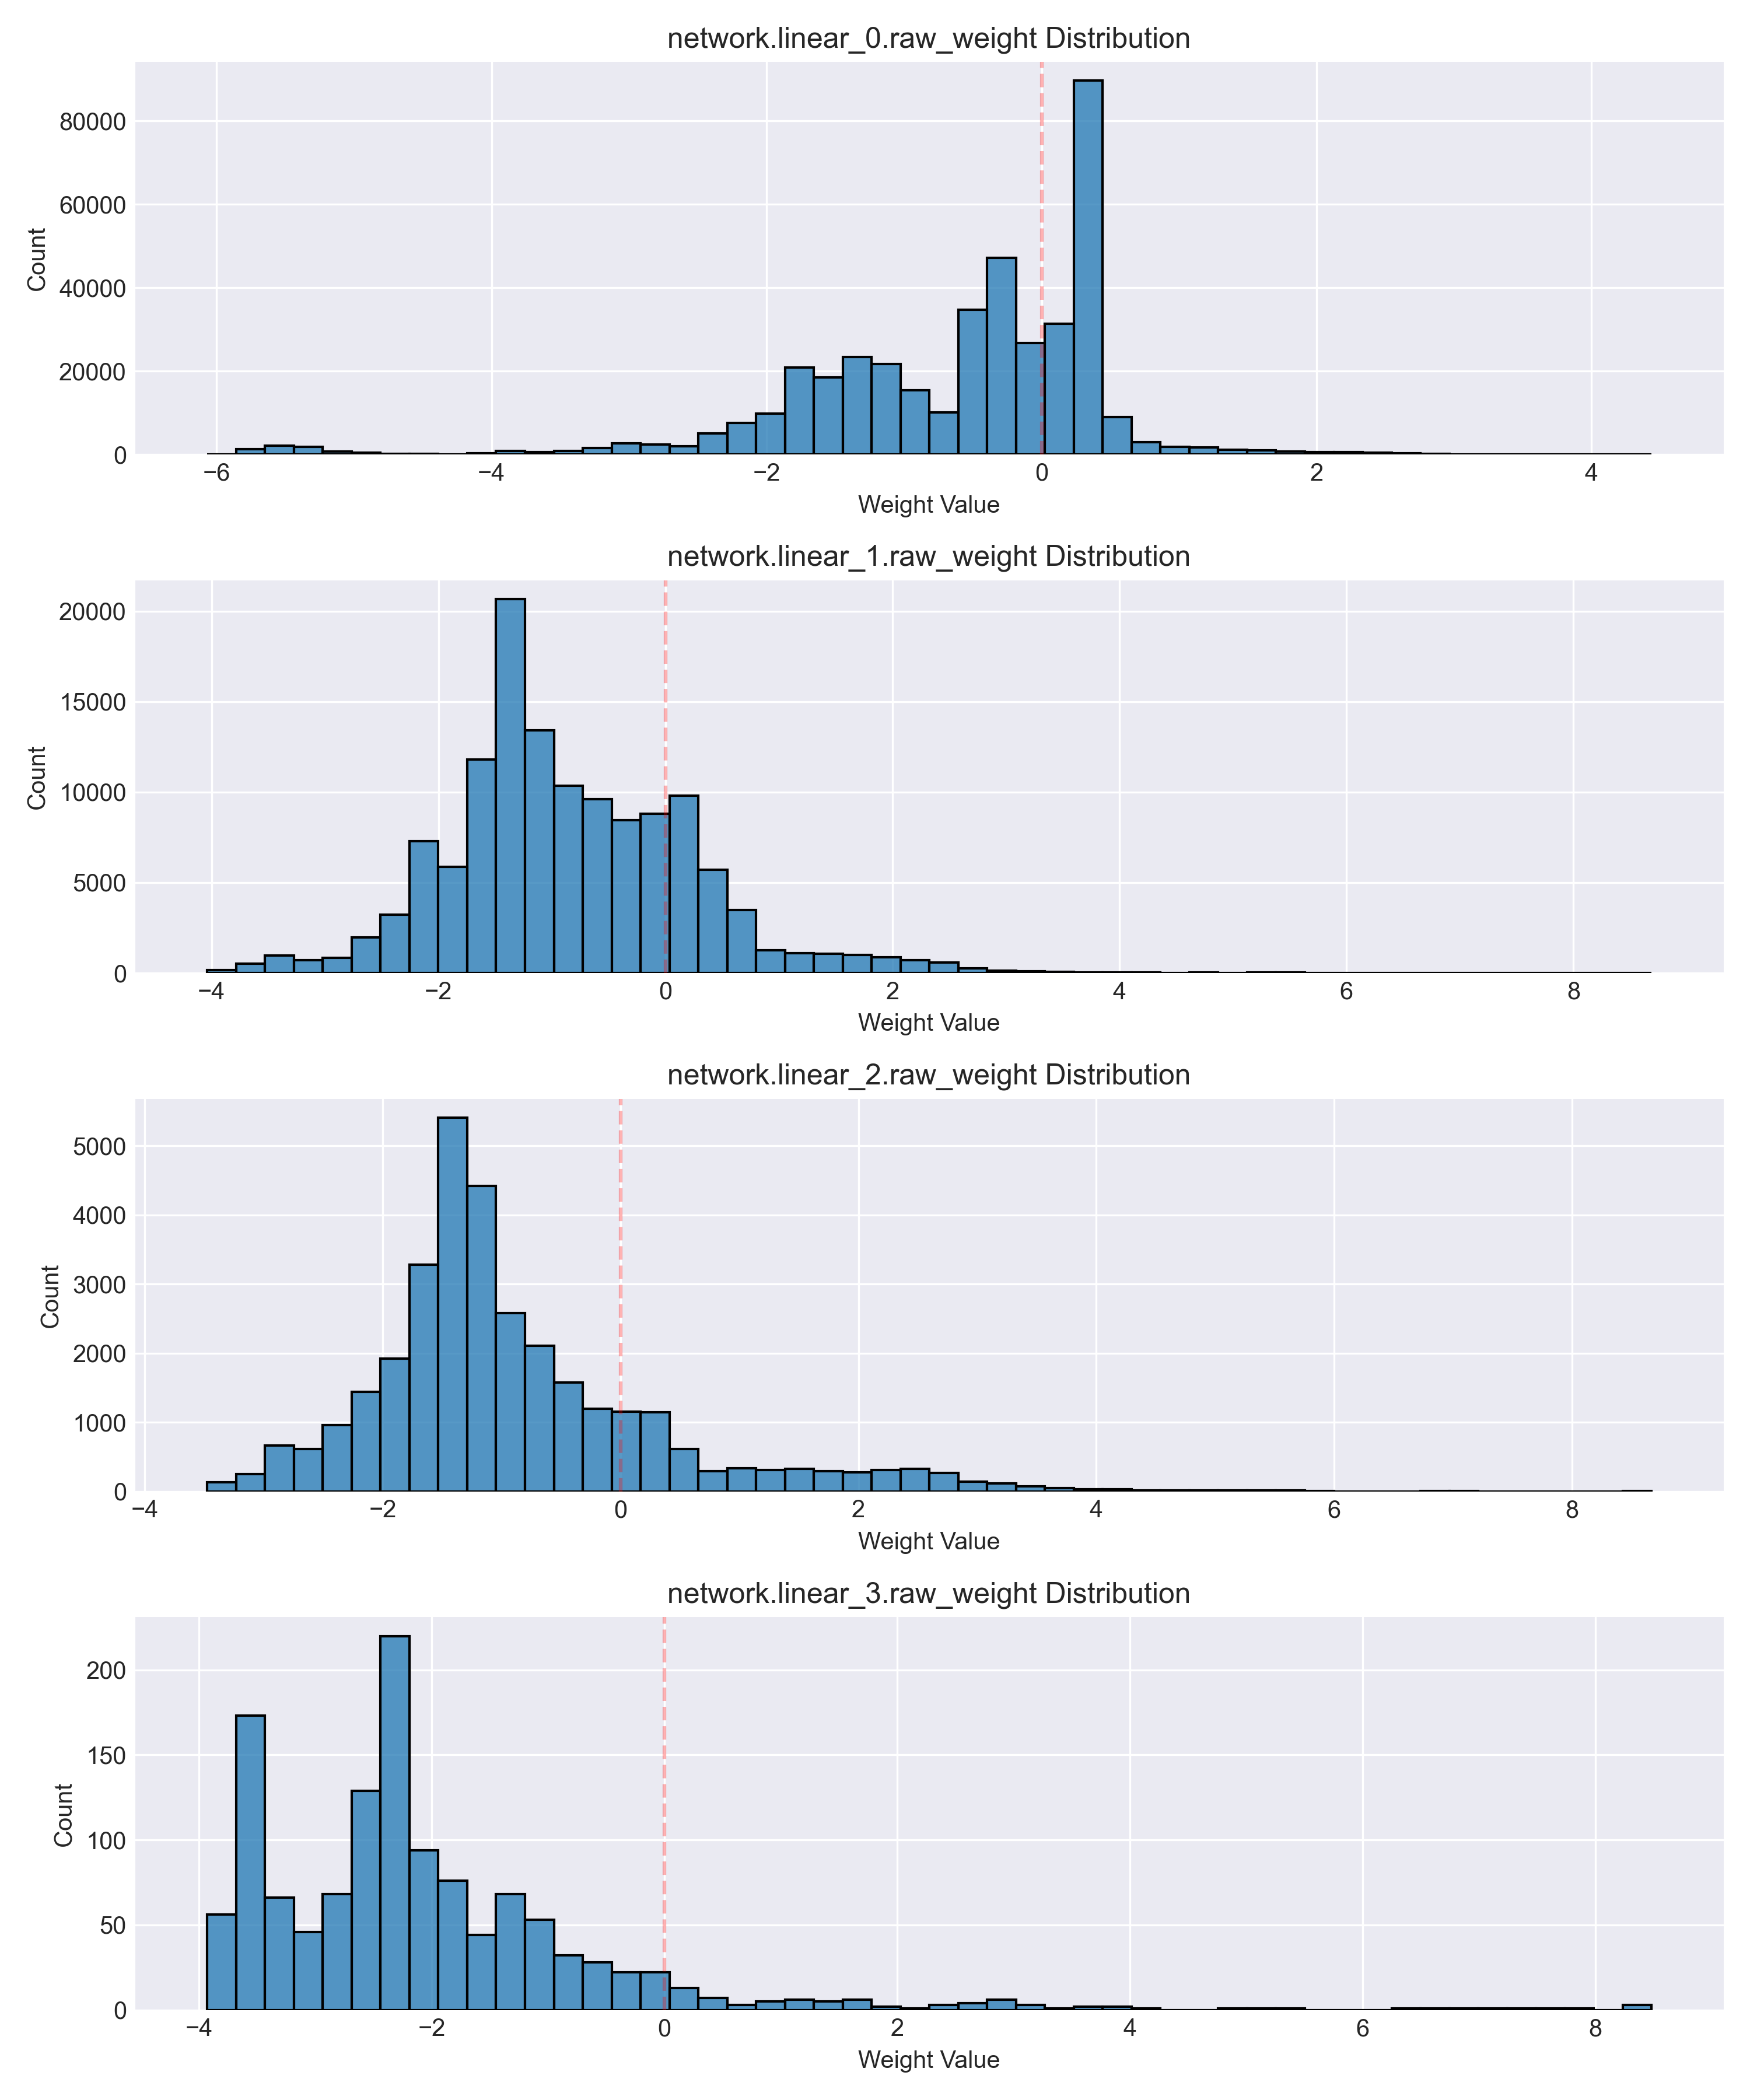 network.linear_0.raw_weight Distribution
80000
60000
40000
20000
0
Count
−6 −4 −2 0 2 4
Weight Value
network.linear_1.raw_weight Distribution
20000
15000
10000
5000
0
Count
−4 −2 0 2 4 6 8
Weight Value
network.linear_2.raw_weight Distribution
5000
4000
3000
2000
1000
0
Count
−4 −2 0 2 4 6 8
Weight Value
network.linear_3.raw_weight Distribution
200
150
100
50
0
Count
−4 −2 0 2 4 6 8
Weight Value